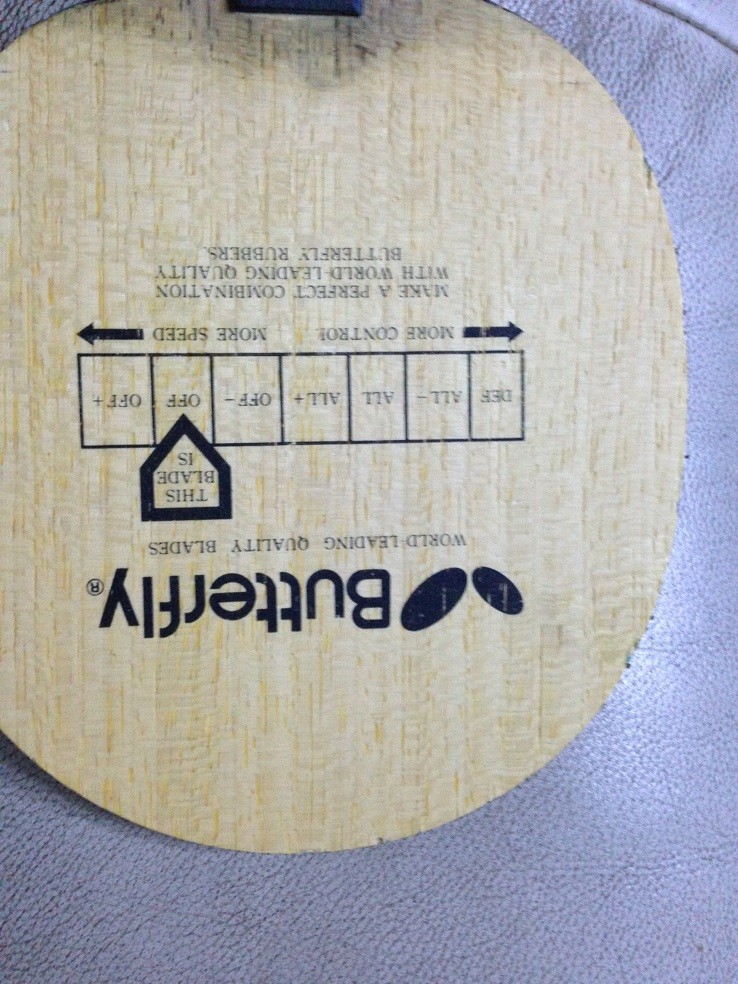 Butterfly®
WORLD-LEADING QUALITY BLADES
THIS
BLADE
IS
DEF ALL- ALL ALL+ OFF- OFF OFF+
MORE CONTROL MORE SPEED
MAKE A PERFECT COMBINATION
WITH WORLD-LEADING QUALITY
BUTTERFLY RUBBERS.